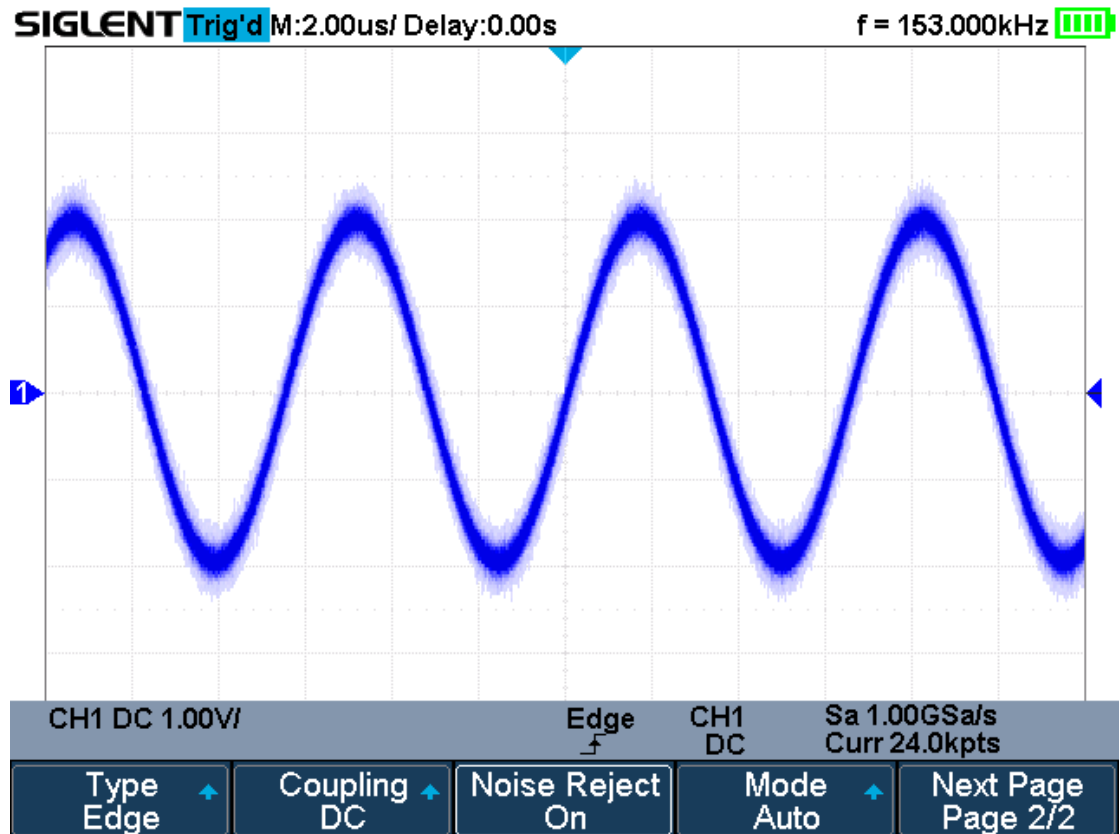 SIGLENT Trig'd M:2.00us/ Delay:0.00s f = 153.000kHz
1
CH1 DC 1.00V/ Edge CH1 Sa 1.00GSa/s
DC Curr 24.0kpts
Type Coupling Noise Reject Mode Next Page
Edge DC On Auto Page 2/2